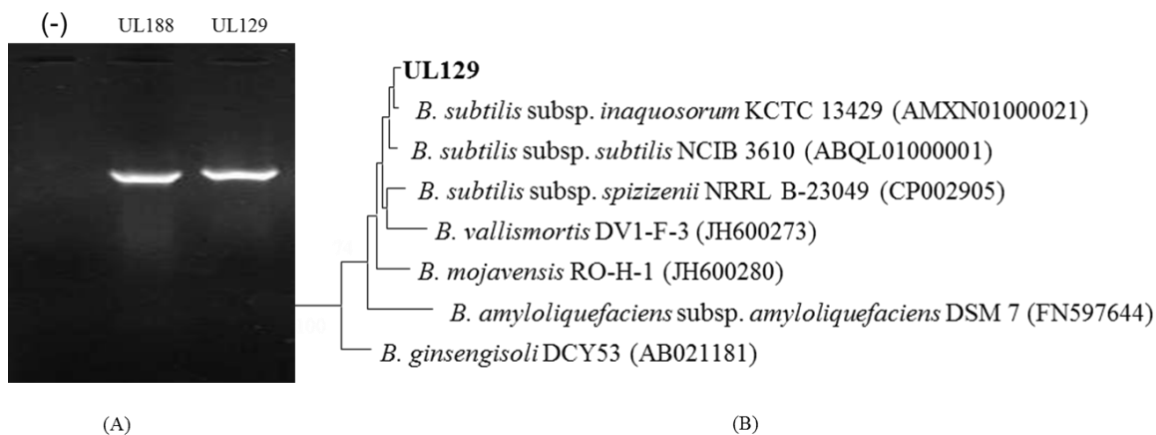 (-) UL188 UL129
UL129
B. subtilis subsp. inaquosorum KCTC 13429 (AMXN01000021)
B. subtilis subsp. subtilis NCIB 3610 (ABQL01000001)
B. subtilis subsp. spizizenii NRRL B-23049 (CP002905)
B. vallismortis DV1-F-3 (JH600273)
B. mojavensis RO-H-1 (JH600280)
B. amyloliquefaciens subsp. amyloliquefaciens DSM 7 (FN597644)
B. ginsengisoli DCY53 (AB021181)
(A) (B)